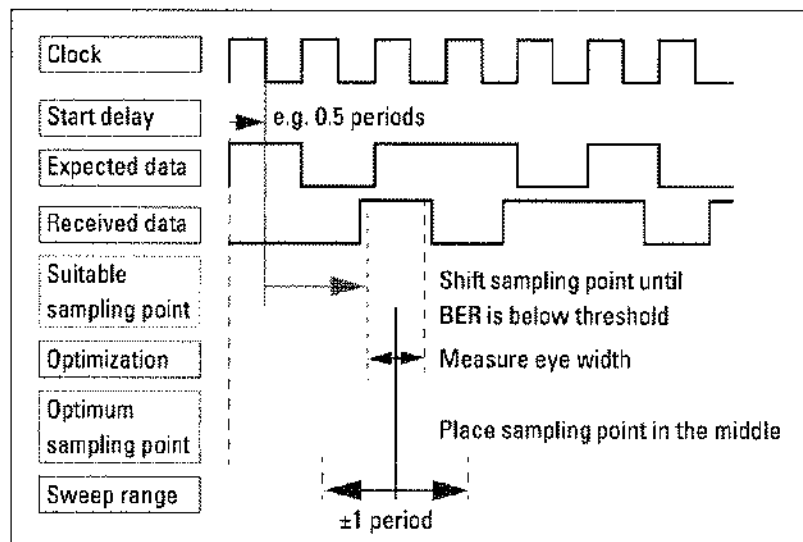 Clock
Start delay
e.g. 0.5 periods
Expected data
Received data
Suitable
sampling point
Shift sampling point until
BER is below threshold
Optimization
Measure eye width
Optimum
sampling point
Place sampling point in the middle
Sweep range
±1 period